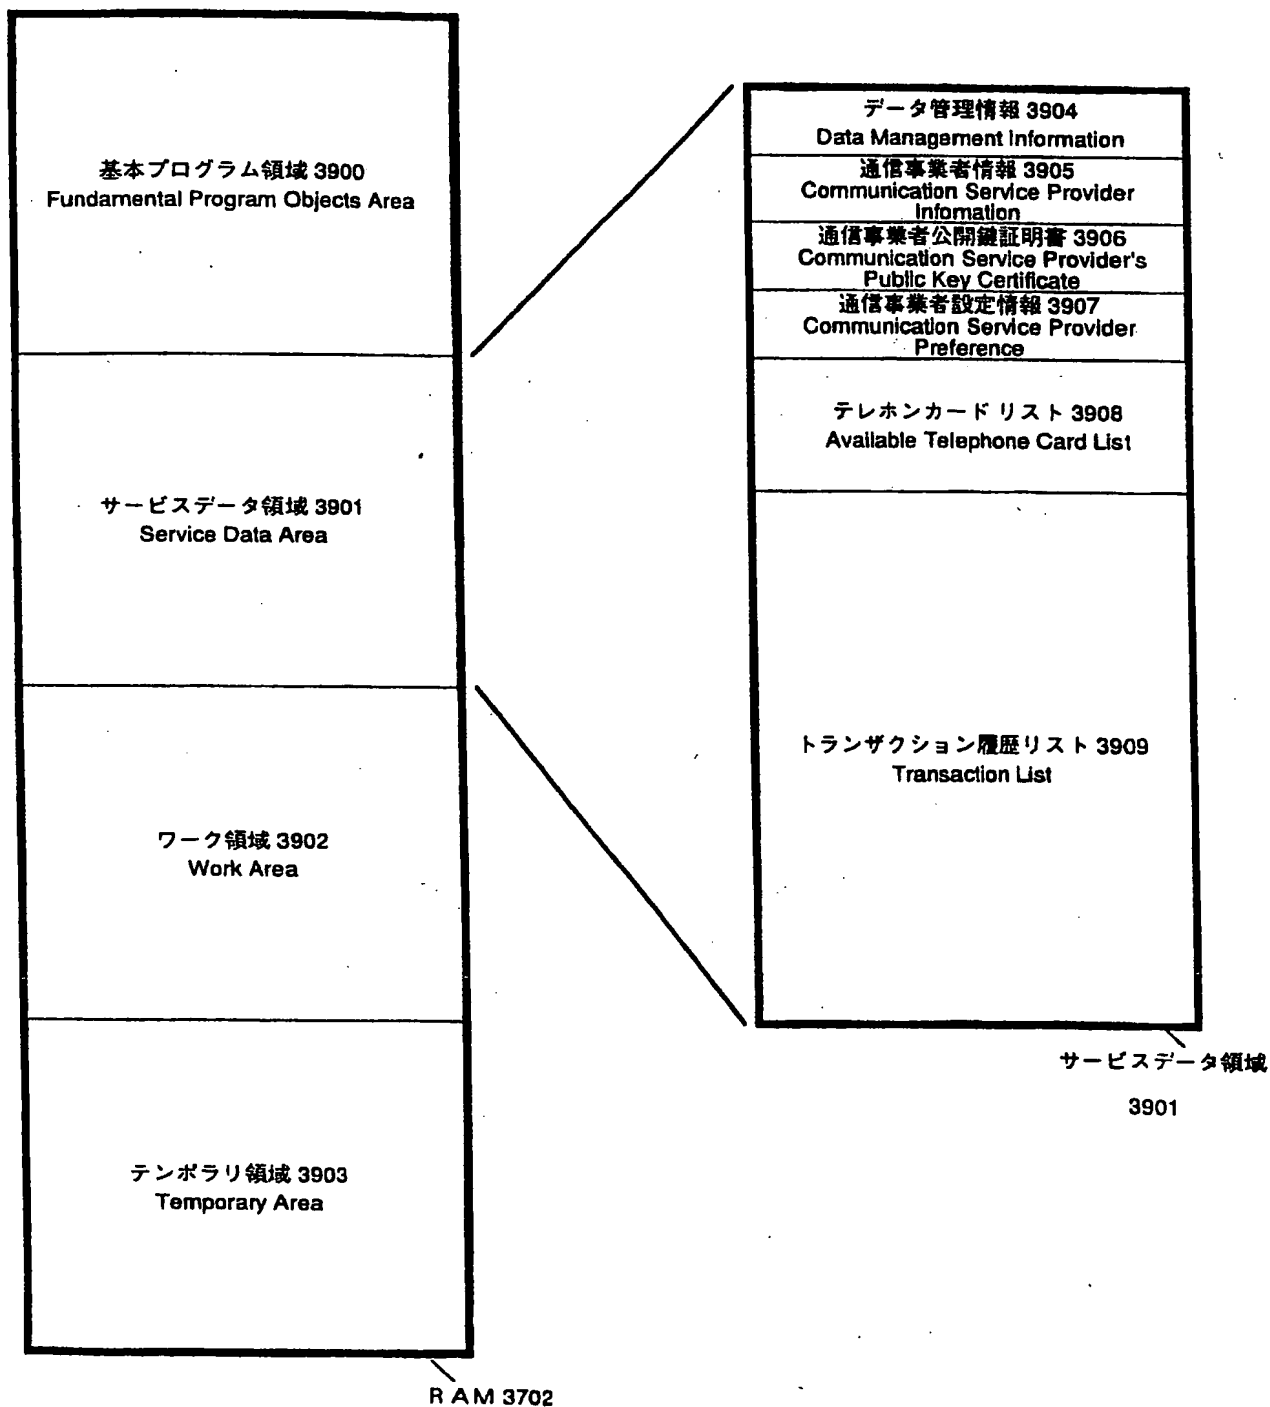 基本プログラム領域 3900
Fundamental Program Objects Area
サービスデータ領域 3901
Service Data Area
ワーク領域 3902
Work Area
テンポラリ領域 3903
Temporary Area
RAM 3702
データ管理情報 3904
Data Management Information
通信事業者情報 3905
Communication Service Provider
Infomation
通信事業者公開鍵証明書 3906
Communication Service Provider's
Public Key Certificate
通信事業者設定情報 3907
Communication Service Provider
Preference
テレホンカード リスト 3908
Available Telephone Card List
トランザクション履歴リスト 3909
Transaction List
サービスデータ領域
3901